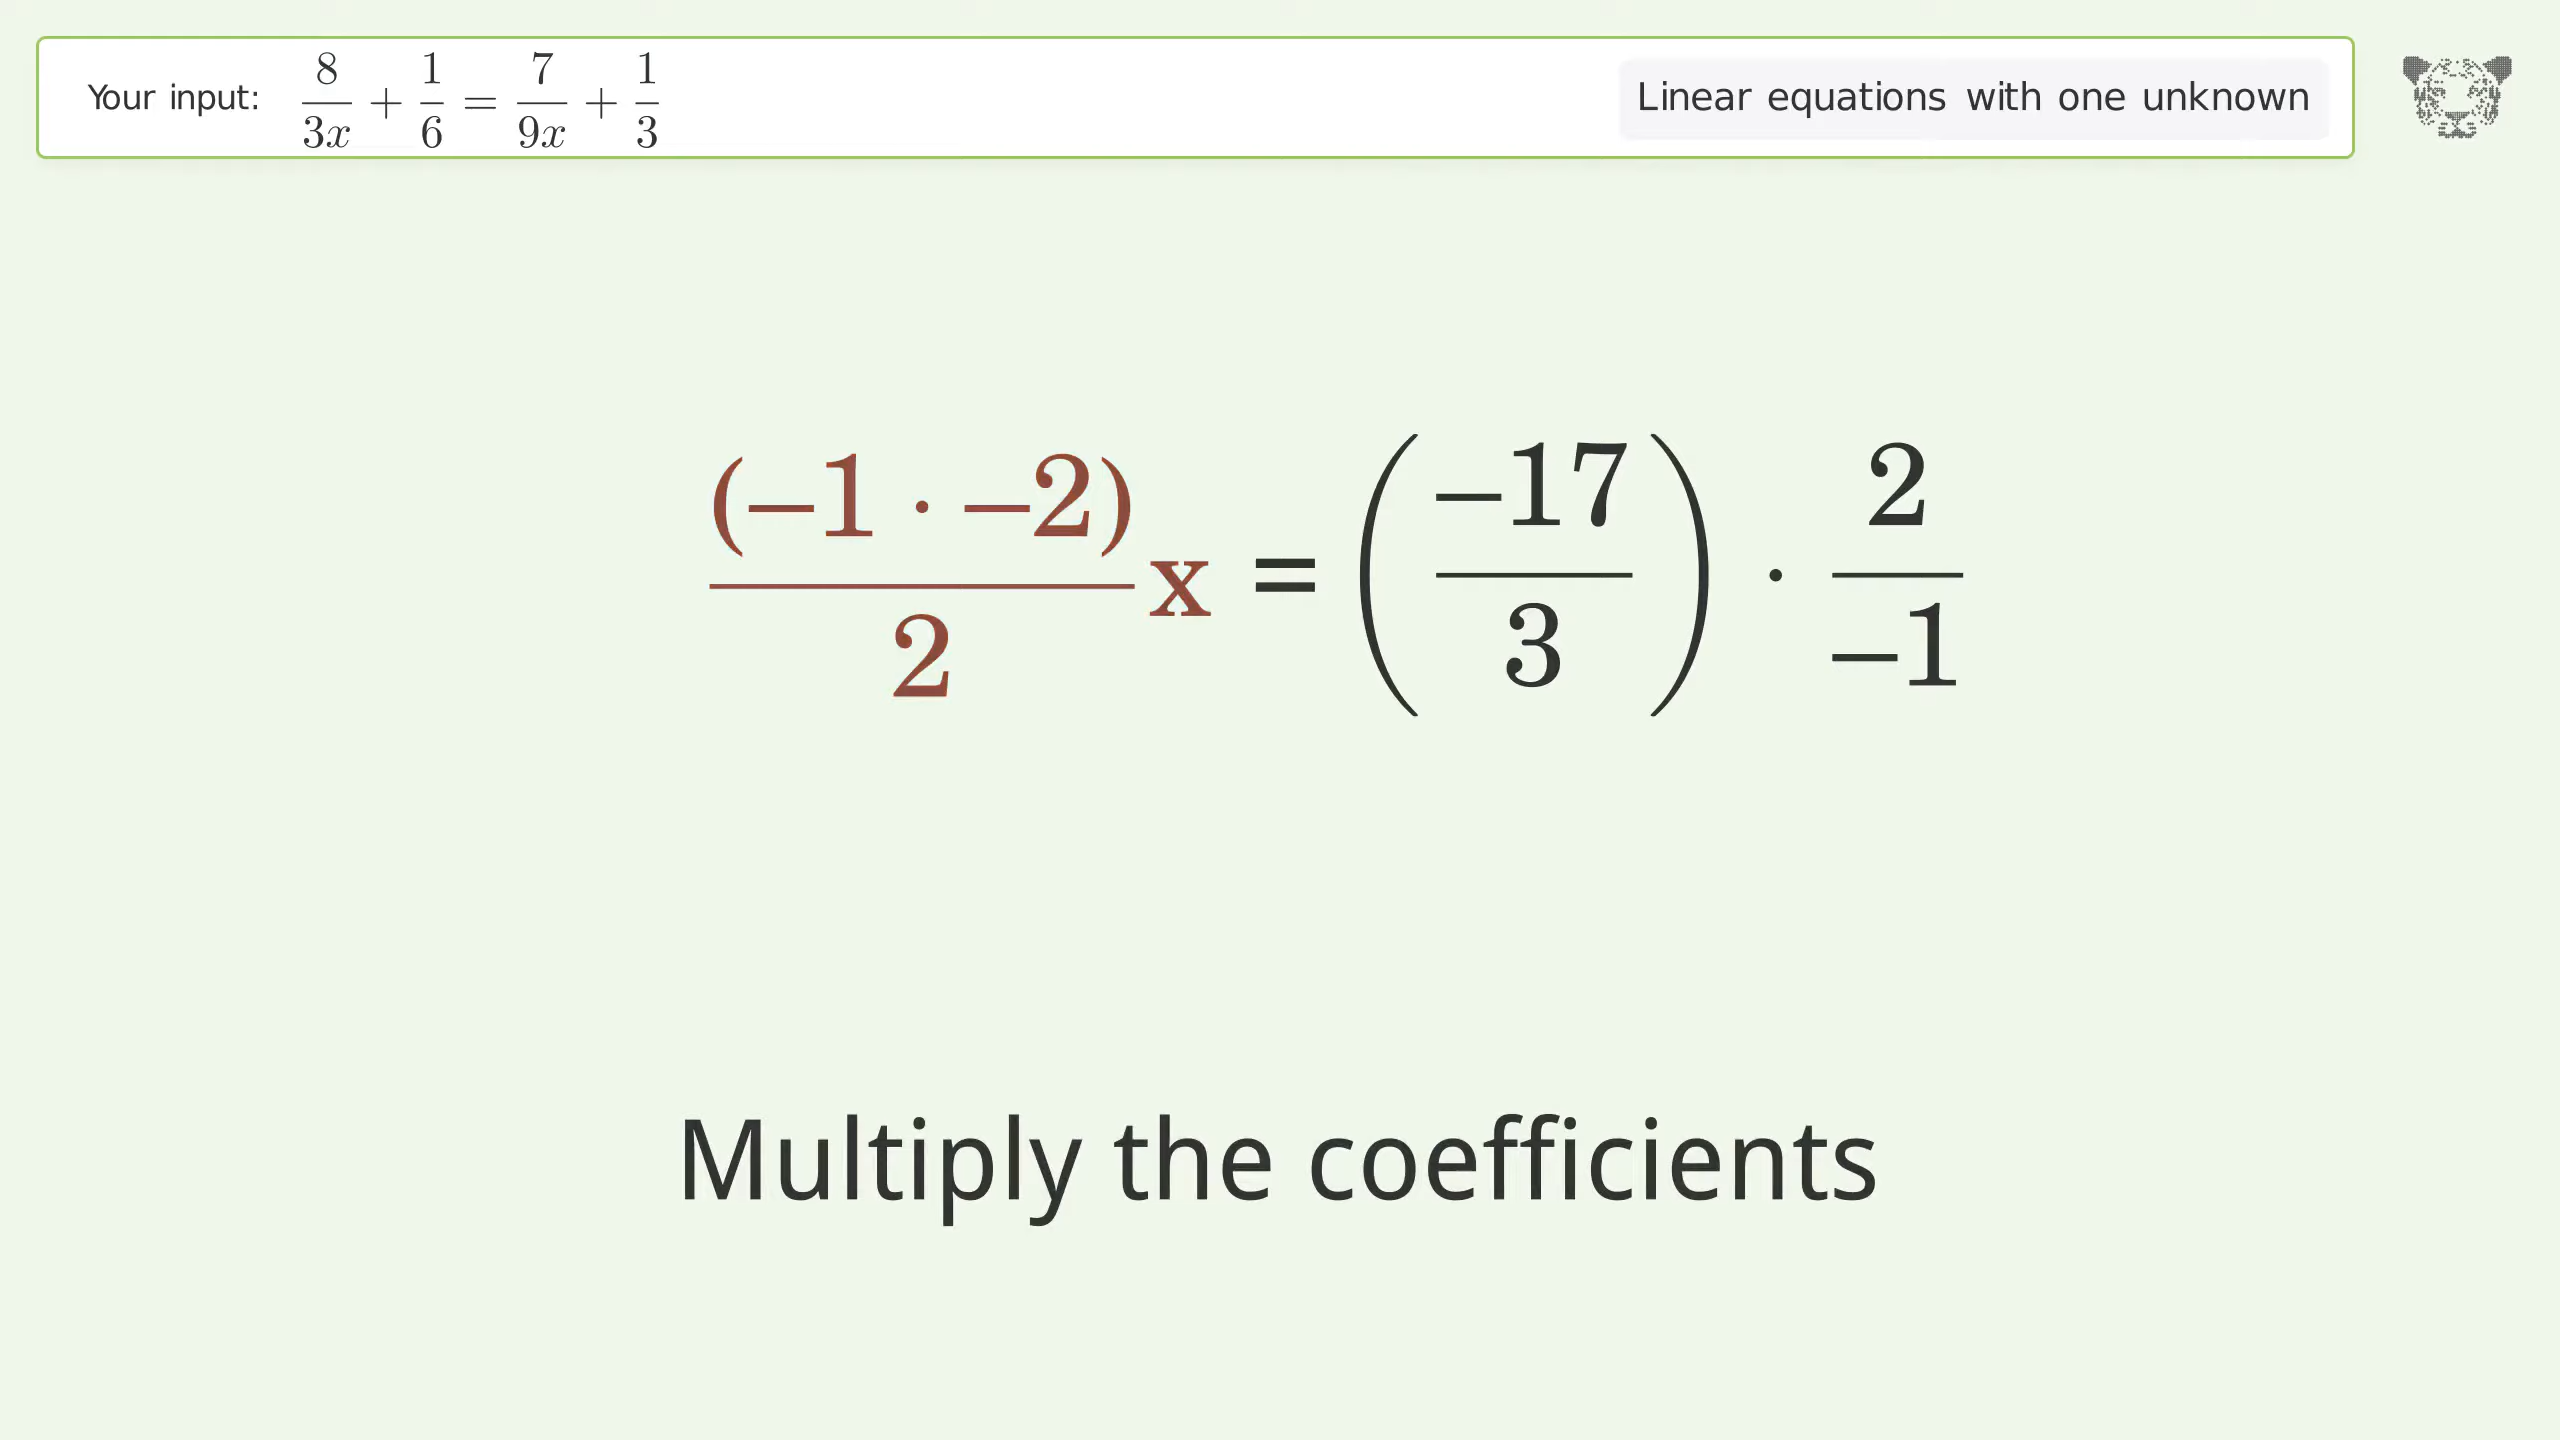 Your input: 8/3x + 1/6 = 7/9x + 1/3
Linear equations with one unknown
(–1 · –2)/2 x = (–17/3) · 2/–1
Multiply the coefficients